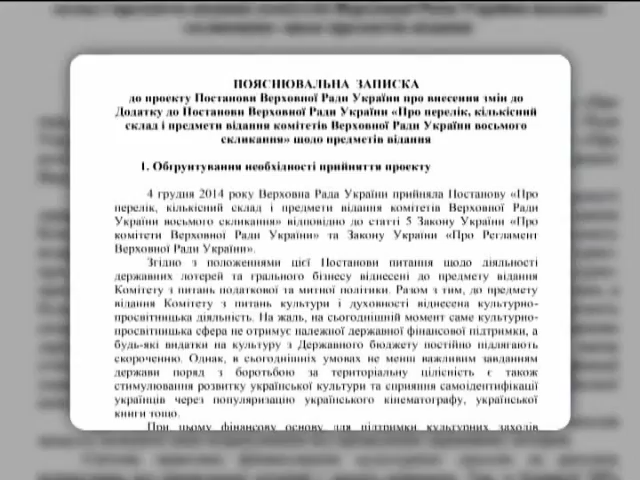 ПОЯСНЮВАЛЬНА ЗАПИСКА
до проекту Постанови Верховної Ради України про внесення змін до
Додатку до Постанови Верховної Ради України «Про перелік, кількісний
склад і предмети відання комітетів Верховної Ради України восьмого
скликання» щодо предметів відання
1. Обґрунтування необхідності прийняття проекту
4 грудня 2014 року Верховна Рада України прийняла Постанову «Про
перелік, кількісний склад і предмети відання комітетів Верховної Ради
України восьмого скликання» відповідно до статті 5 Закону України «Про
комітети Верховної Ради України» та Закону України «Про Регламент
Верховної Ради України».
Згідно з положеннями цієї Постанови питання щодо діяльності
державних лотерей та грального бізнесу віднесені до предмету відання
Комітету з питань податкової та митної політики. Разом з тим, до предмету
відання Комітету з питань культури і духовності віднесена культурно-
просвітницька діяльність. На жаль, на сьогоднішній момент саме культурно-
просвітницька сфера не отримує належної державної фінансової підтримки, а
будь-які видатки на культуру з Державного бюджету постійно підлягають
скороченню. Однак, в сьогоднішніх умовах не менш важливим завданням
держави поряд з боротьбою за територіальну цілісність є також
стимулювання розвитку української культури та сприяння самоідентифікації
українців через популяризацію українського кінематографу, української
книги тощо.
При цьому фінансову основу для підтримки культурних заходів